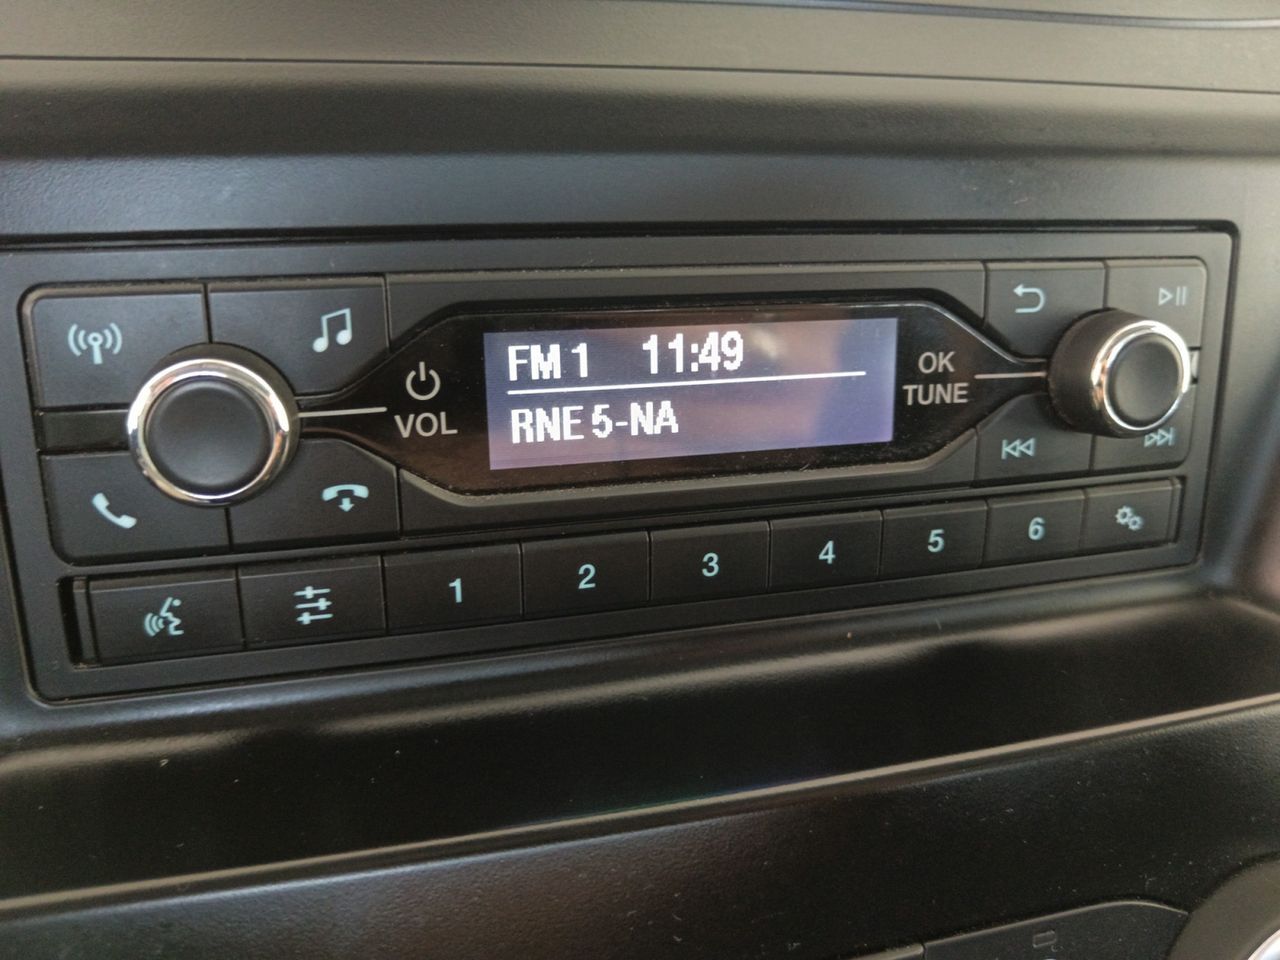 FM 1 11:49
RNE 5-NA
VOL
OK
TUNE
1 2 3 4 5 6